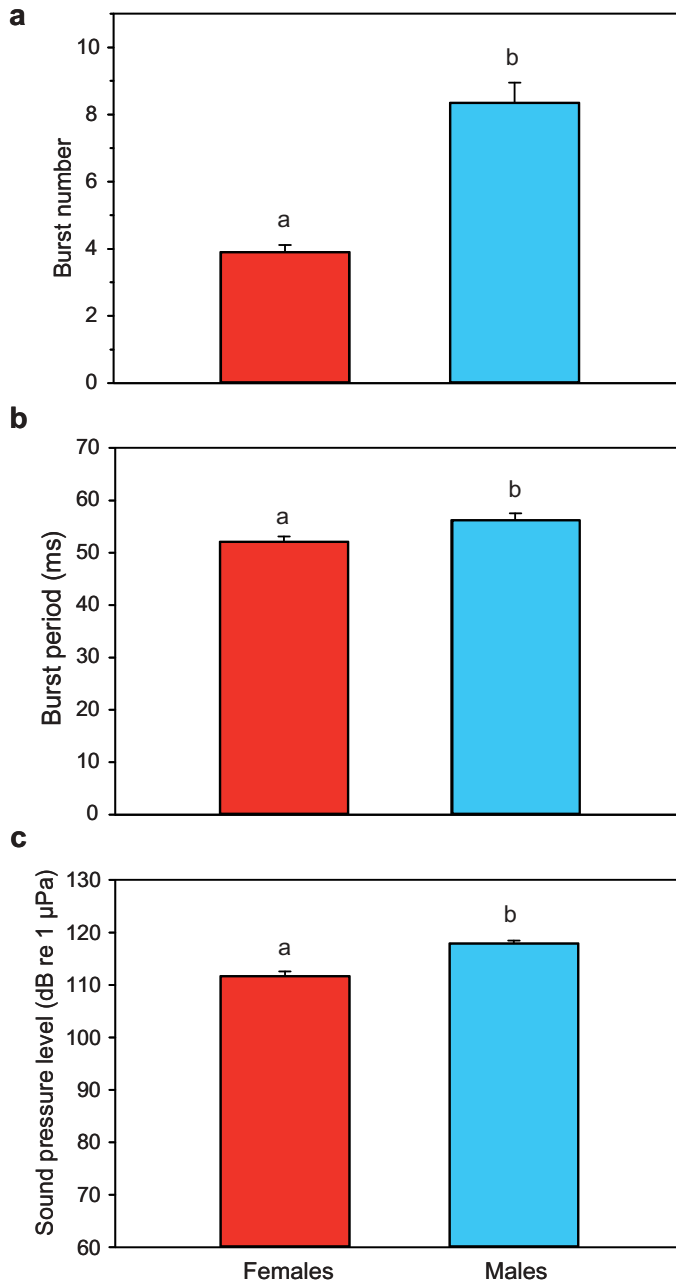 a
Burst number
10
8
6
4
2
0
a
b
b
Burst period (ms)
70
60
50
40
30
20
10
0
a
b
c
Sound pressure level (dB re 1 µPa)
130
120
110
100
90
80
70
60
a
b
Females Males